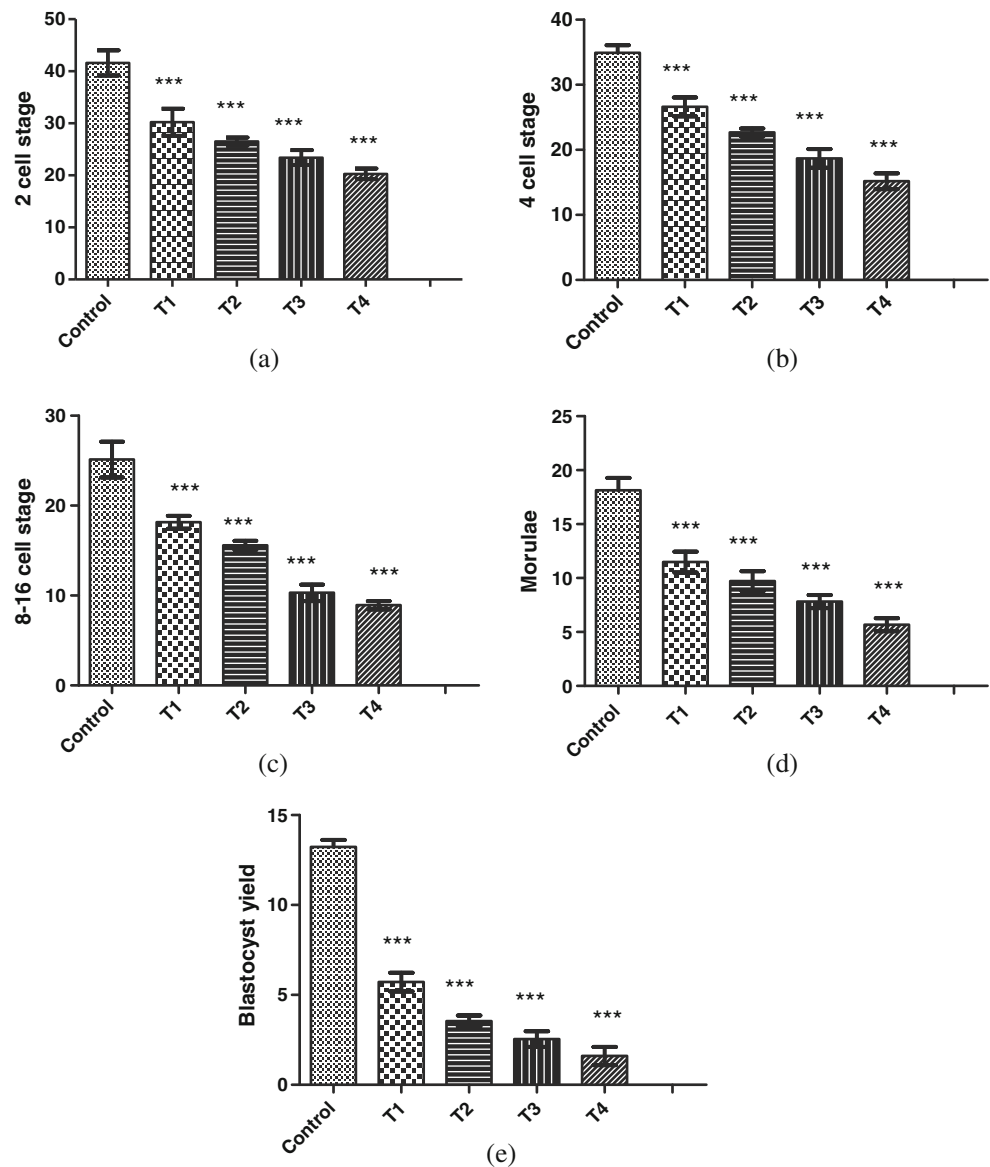 50
40
30
20
10
0
2 cell stage
***
***
***
***
Control
T1
T2
T3
T4
(a)
40
30
20
10
0
4 cell stage
***
***
***
***
Control
T1
T2
T3
T4
(b)
30
20
10
0
8-16 cell stage
***
***
***
***
Control
T1
T2
T3
T4
(c)
25
20
15
10
5
0
Morulae
***
***
***
***
Control
T1
T2
T3
T4
(d)
15
10
5
0
Blastocyst yield
***
***
***
***
Control
T1
T2
T3
T4
(e)